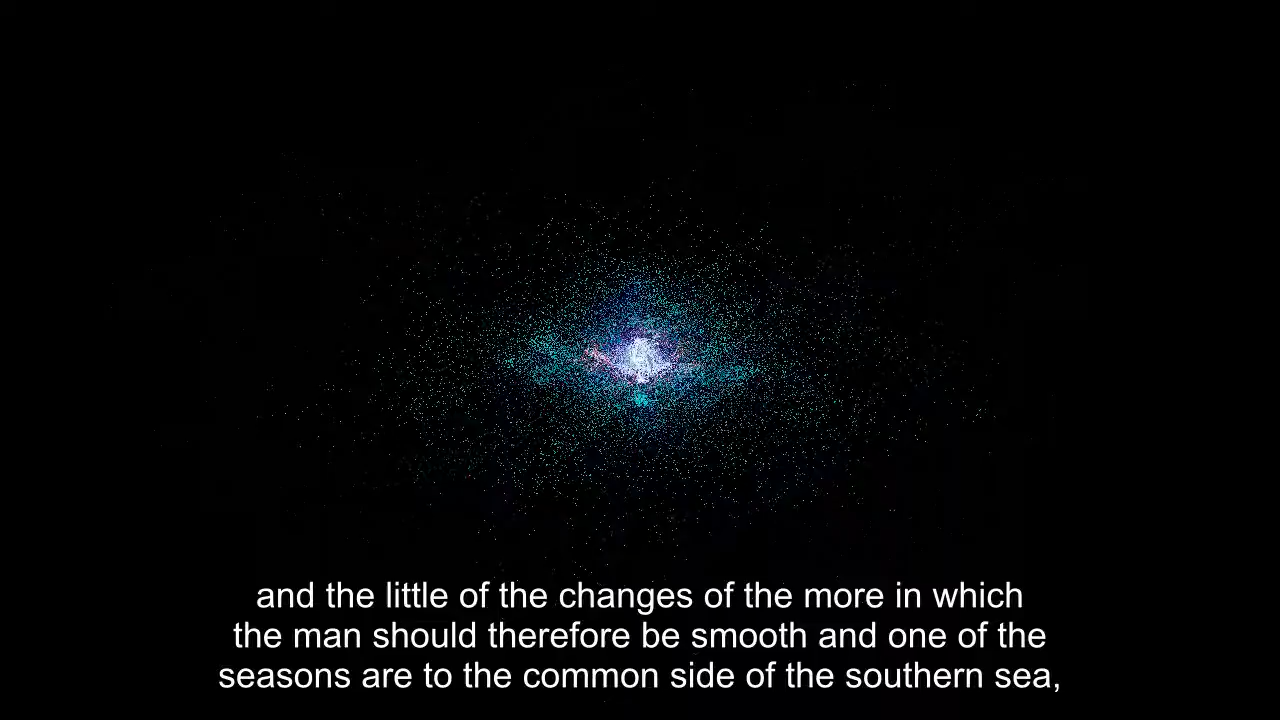 and the little of the changes of the more in which
the man should therefore be smooth and one of the
seasons are to the common side of the southern sea,